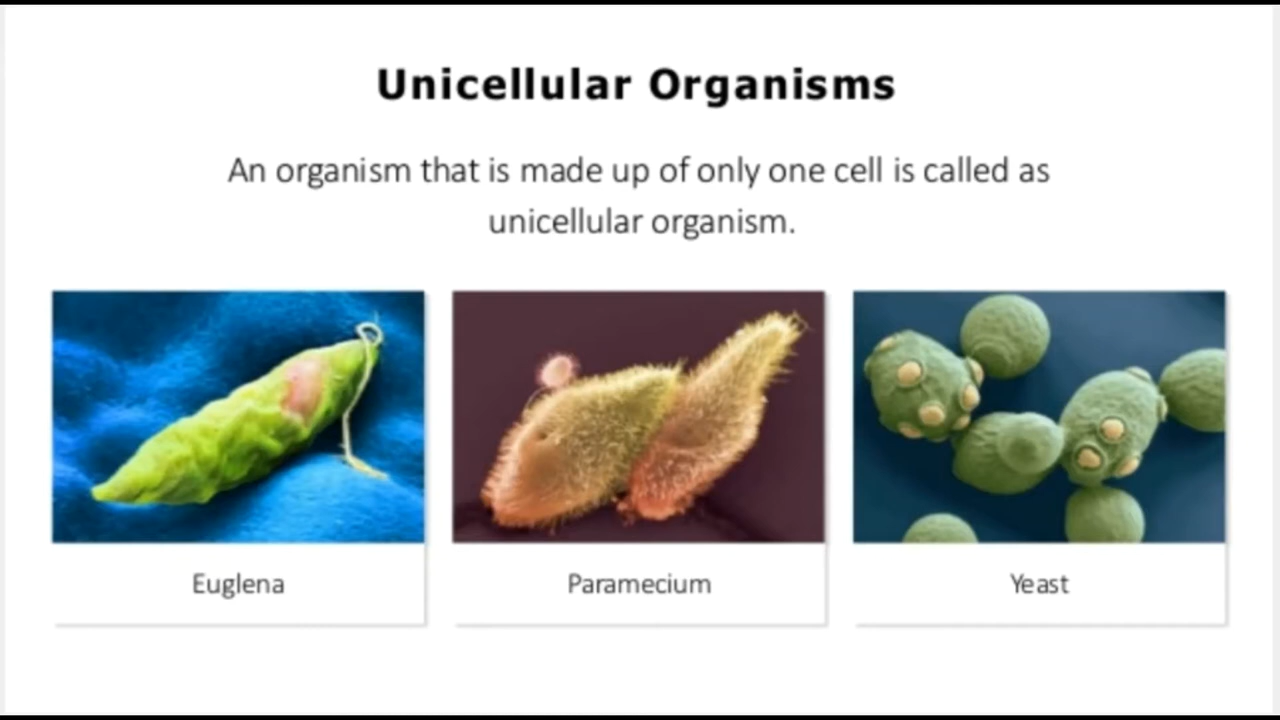 Unicellular Organisms
An organism that is made up of only one cell is called as
unicellular organism.
Euglena
Paramecium
Yeast